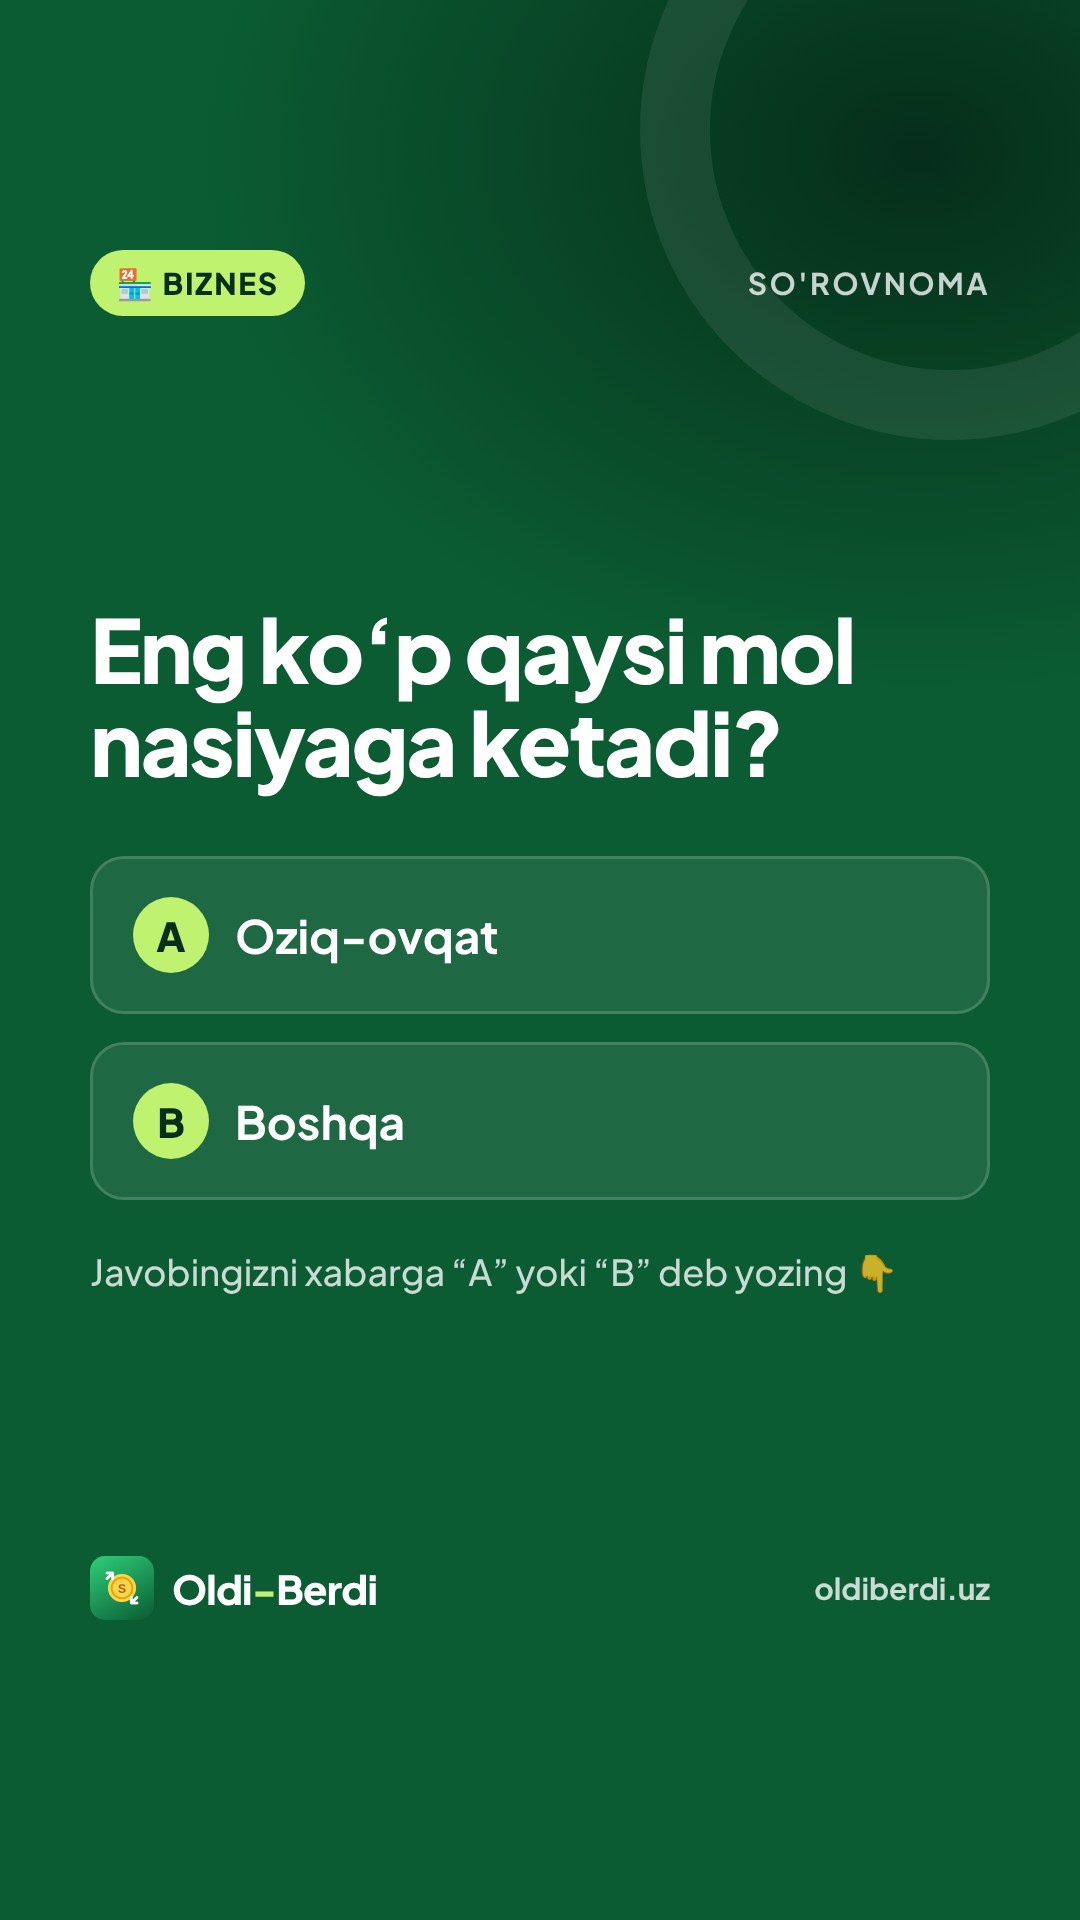 24
BIZNES
SO'ROVNOMA
Eng ko‘p qaysi mol
nasiyaga ketadi?
A Oziq-ovqat
B Boshqa
Javobingizni xabarga “A” yoki “B” deb yozing 👇
S
Oldi-Berdi
oldiberdi.uz